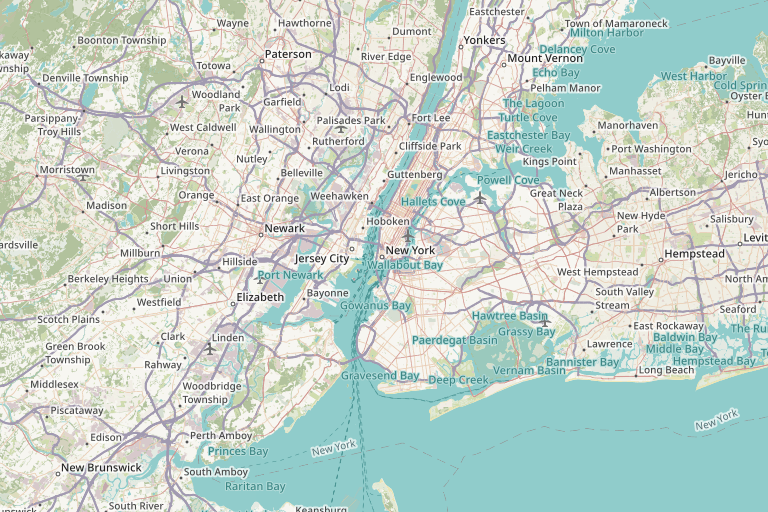 Eastchester
Wayne
Hawthorne
Town of Mamaroneck
Dumont
Milton Harbor
Boonton Township
Yonkers
Delancey Cove
kaway
Paterson
River Edge
Mount Vernon
Bayville
wnship
Totowa
Echo Bay
West Harbor
Denville Township
Englewood
Cold Sprin
Lodi
Pelham Manor
Woodland
Park
Oyster B
Garfield
The Lagoon
Hun
Parsippany
Troy Hills
Palisades Park
Fort Lee
Turtle Cove
West Caldwell
Wallington
Manorhaven
Eastchester Bay
Rutherford
Cliffside Park
Weir Creek
Port Washington
Syo
Verona
Nutley
Kings Point
Morristown
Livingston
Belleville
Guttenberg
Powell Cove
Manhasset
Jericho
Orange
East Orange
Weehawken
Hallets Cove
Great Neck
Plaza
Albertson
Madison
Hoboken
New Hyde
Park
Salisbury
Short Hills
Newark
ardsville
Levit
Millburn
New York
Hempstead
Jersey City
Hillside
Wallabout Bay
Port Newark
West Hempstead
Berkeley Heights
Union
North Am
Bayonne
South Valley
Stream
Westfield
Elizabeth
Gowanus Bay
Seaford
Scotch Plains
Hawtree Basin
Grassy Bay
East Rockaway
The Ru
Clark
Linden
Paerdegat Basin
Baldwin Bay
Green Brook
Township
Lawrence
Middle Bay
To
Rahway
Bannister Bay
Hempstead Bay
Gravesend Bay
Deep Creek
Vernam Basin
Long Beach
Middlesex
Woodbridge
Township
Piscataway
New York
Edison
Perth Amboy
Princes Bay
New York
New Brunswick
South Amboy
Raritan Bay
South River
Keansburg